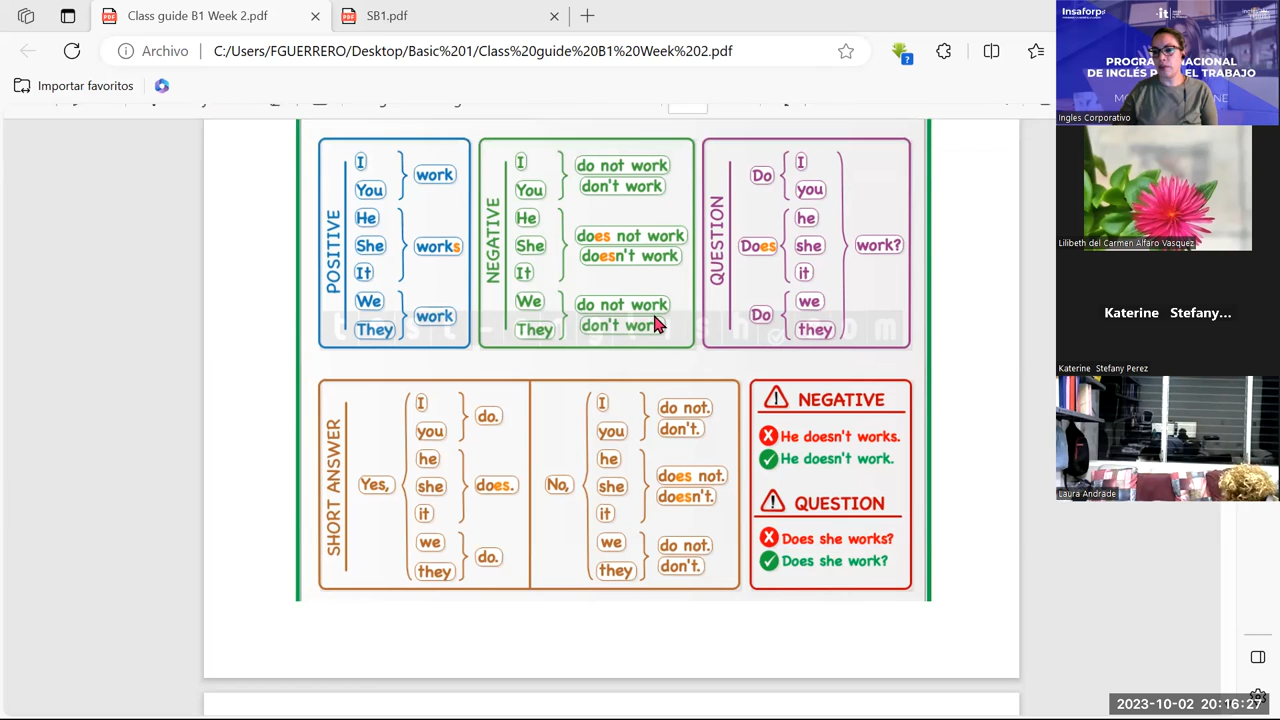 Class guide B1 Week 2.pdf
SB1.pdf
Archivo
C:/Users/FGUERRERO/Desktop/Basic%201/Class%20guide%20B1%20Week%202.pdf
Importar favoritos
POSITIVE
I
You
work
He
She
It
works
We
They
work
NEGATIVE
I
You
do not work
don't work
He
She
It
does not work
doesn't work
We
They
do not work
don't work
QUESTION
Do
I
you
Does
he
she
it
Do
we
they
work?
SHORT ANSWER
Yes,
I
you
do.
he
she
it
does.
we
they
do.
No,
I
you
do not.
don't.
he
she
it
does not.
doesn't.
we
they
do not.
don't.
NEGATIVE
He doesn't works.
He doesn't work.
QUESTION
Does she works?
Does she work?
Insaforp
Ingles Corporativo
Lilibeth del Carmen Alfaro Vasquez
Katerine Stefany...
Katerine Stefany Perez
Laura Andrade
2023-10-02 20:16:27